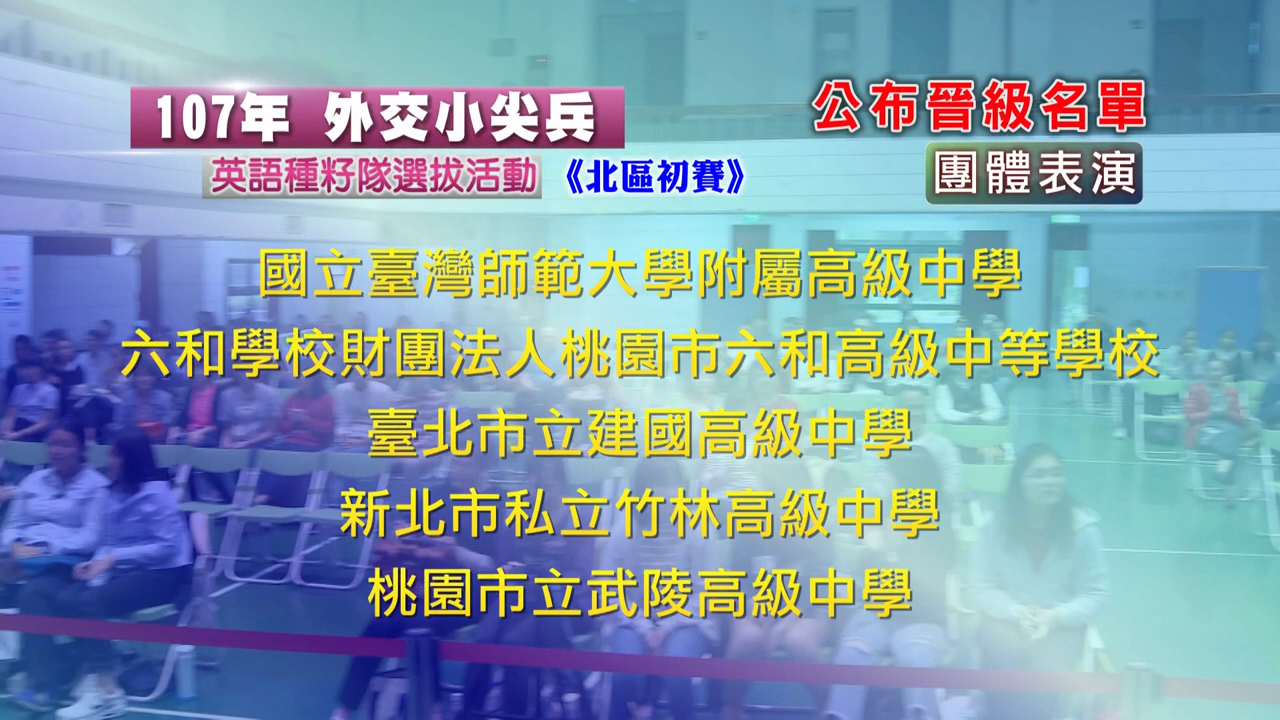 107年 外交小尖兵
英語種籽隊選拔活動《北區初賽》
公布晉級名單
團體表演
國立臺灣師範大學附屬高級中學
六和學校財團法人桃園市六和高級中等學校
臺北市立建國高級中學
新北市私立竹林高級中學
桃園市立武陵高級中學